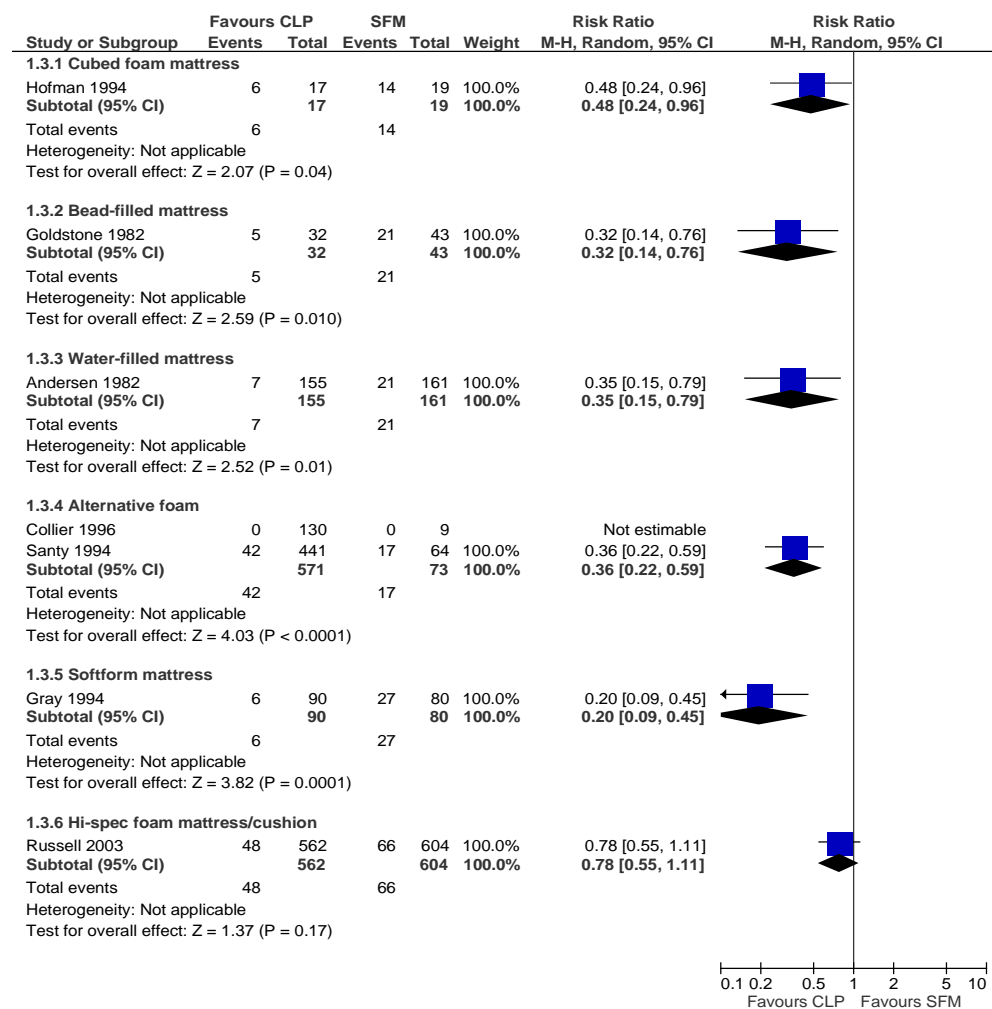 Favours CLP SFM Risk Ratio Risk Ratio
Study or Subgroup Events Total Events Total Weight M-H, Random, 95% CI M-H, Random, 95% CI
1.3.1 Cubed foam mattress
Hofman 1994 6 17 14 19 100.0% 0.48 [0.24, 0.96]
Subtotal (95% CI) 17 19 100.0% 0.48 [0.24, 0.96]
Total events 6 14
Heterogeneity: Not applicable
Test for overall effect: Z = 2.07 (P = 0.04)
1.3.2 Bead-filled mattress
Goldstone 1982 5 32 21 43 100.0% 0.32 [0.14, 0.76]
Subtotal (95% CI) 32 43 100.0% 0.32 [0.14, 0.76]
Total events 5 21
Heterogeneity: Not applicable
Test for overall effect: Z = 2.59 (P = 0.010)
1.3.3 Water-filled mattress
Andersen 1982 7 155 21 161 100.0% 0.35 [0.15, 0.79]
Subtotal (95% CI) 155 161 100.0% 0.35 [0.15, 0.79]
Total events 7 21
Heterogeneity: Not applicable
Test for overall effect: Z = 2.52 (P = 0.01)
1.3.4 Alternative foam
Collier 1996 0 130 0 9 Not estimable
Santy 1994 42 441 17 64 100.0% 0.36 [0.22, 0.59]
Subtotal (95% CI) 571 73 100.0% 0.36 [0.22, 0.59]
Total events 42 17
Heterogeneity: Not applicable
Test for overall effect: Z = 4.03 (P < 0.0001)
1.3.5 Softform mattress
Gray 1994 6 90 27 80 100.0% 0.20 [0.09, 0.45]
Subtotal (95% CI) 90 80 100.0% 0.20 [0.09, 0.45]
Total events 6 27
Heterogeneity: Not applicable
Test for overall effect: Z = 3.82 (P = 0.0001)
1.3.6 Hi-spec foam mattress/cushion
Russell 2003 48 562 66 604 100.0% 0.78 [0.55, 1.11]
Subtotal (95% CI) 562 604 100.0% 0.78 [0.55, 1.11]
Total events 48 66
Heterogeneity: Not applicable
Test for overall effect: Z = 1.37 (P = 0.17)
0.1 0.2 0.5 1 2 5 10
Favours CLP Favours SFM